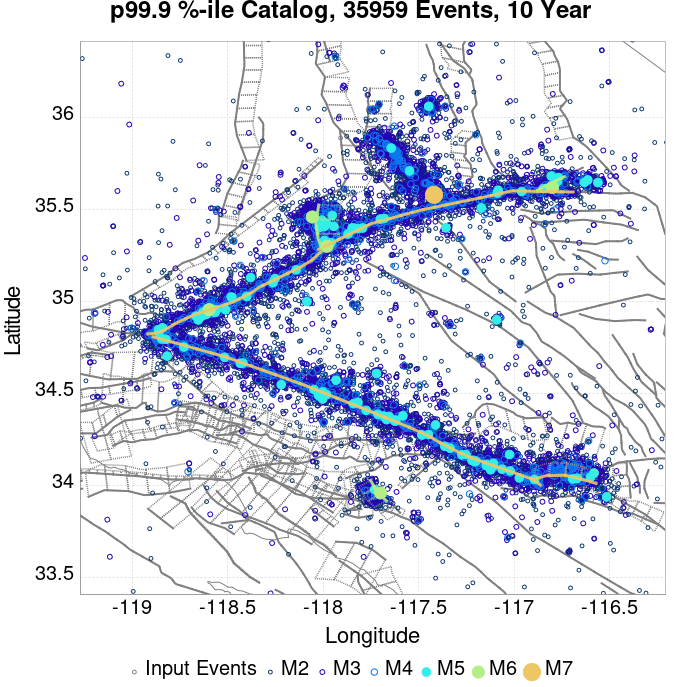 p99.9 %-ile Catalog, 35959 Events, 10 Year
Latitude
36
35.5
35
34.5
34
33.5
-119 -118.5 -118 -117.5 -117 -116.5
Longitude
Input Events M2 M3 M4 M5 M6 M7